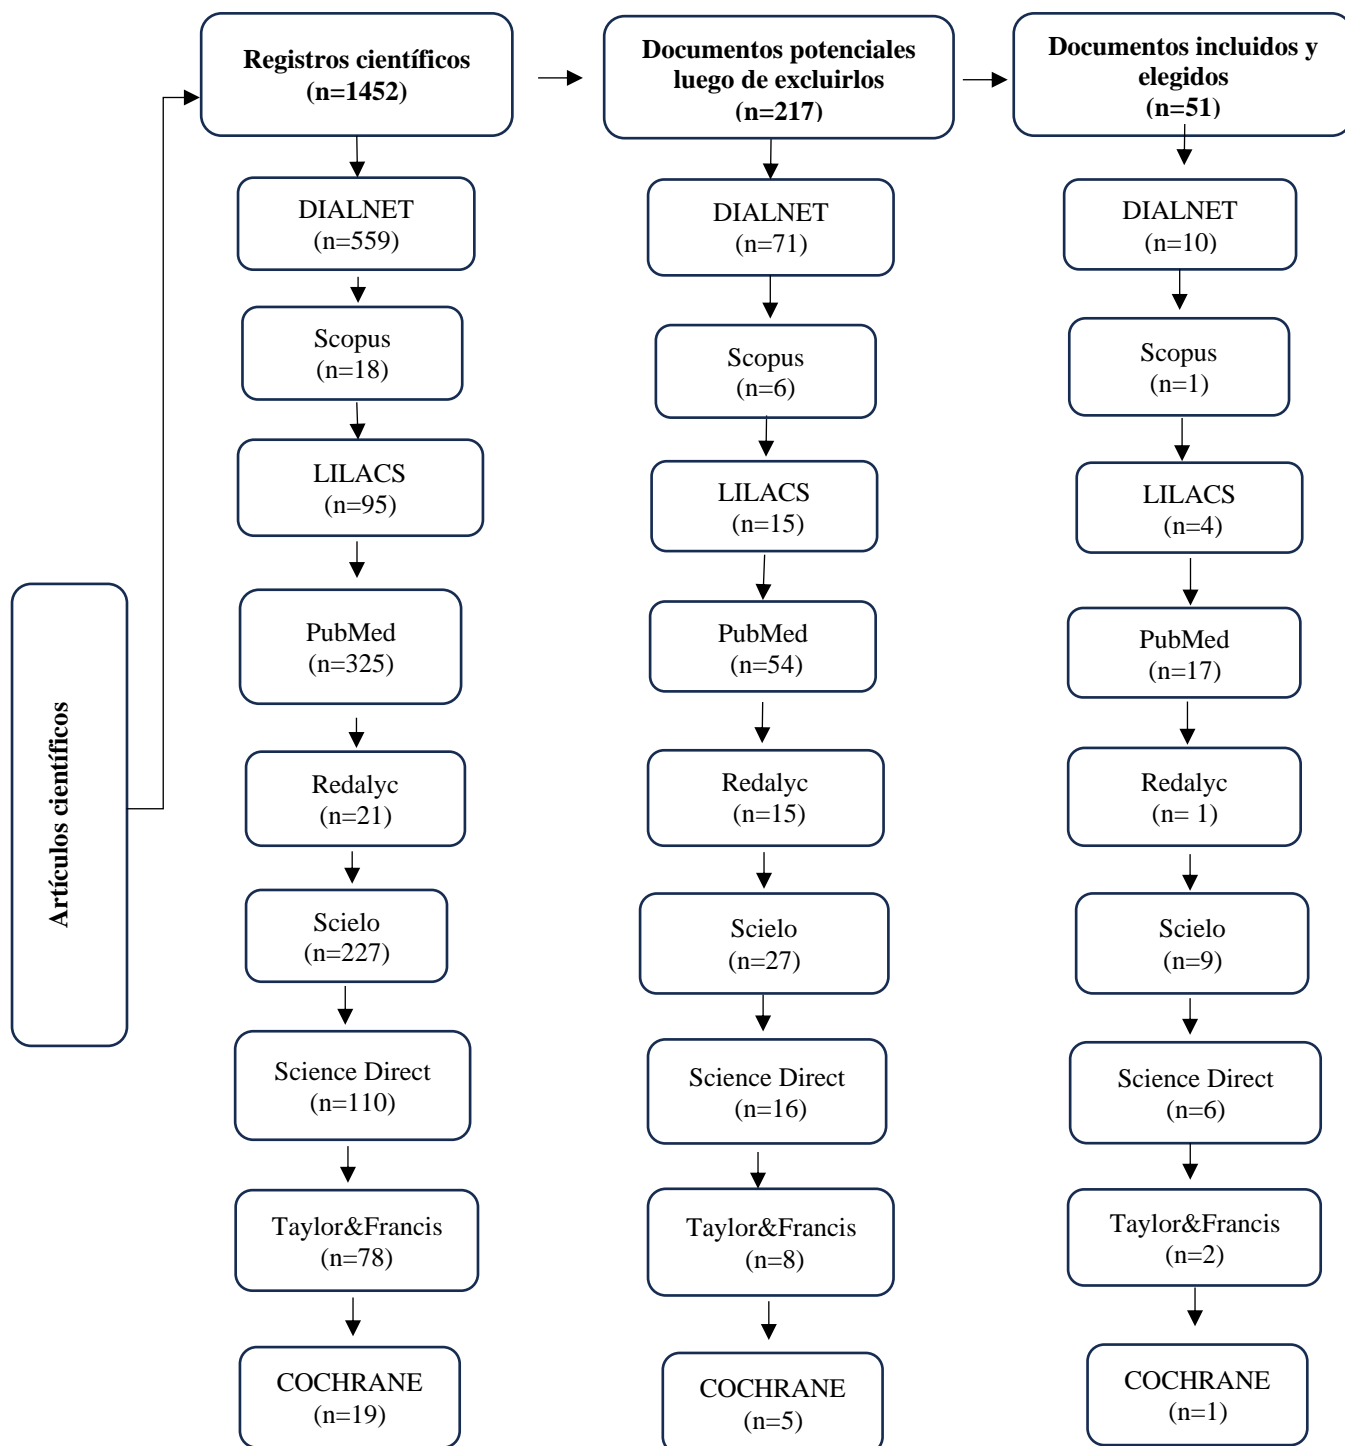 Artículos científicos
Registros científicos
(n=1452)
DIALNET
(n=559)
Scopus
(n=18)
LILACS
(n=95)
PubMed
(n=325)
Redalyc
(n=21)
Scielo
(n=227)
Science Direct
(n=110)
Taylor&Francis
(n=78)
COCHRANE
(n=19)
Documentos potenciales
luego de excluirlos
(n=217)
DIALNET
(n=71)
Scopus
(n=6)
LILACS
(n=15)
PubMed
(n=54)
Redalyc
(n=15)
Scielo
(n=27)
Science Direct
(n=16)
Taylor&Francis
(n=8)
COCHRANE
(n=5)
Documentos incluidos y
elegidos
(n=51)
DIALNET
(n=10)
Scopus
(n=1)
LILACS
(n=4)
PubMed
(n=17)
Redalyc
(n= 1)
Scielo
(n=9)
Science Direct
(n=6)
Taylor&Francis
(n=2)
COCHRANE
(n=1)